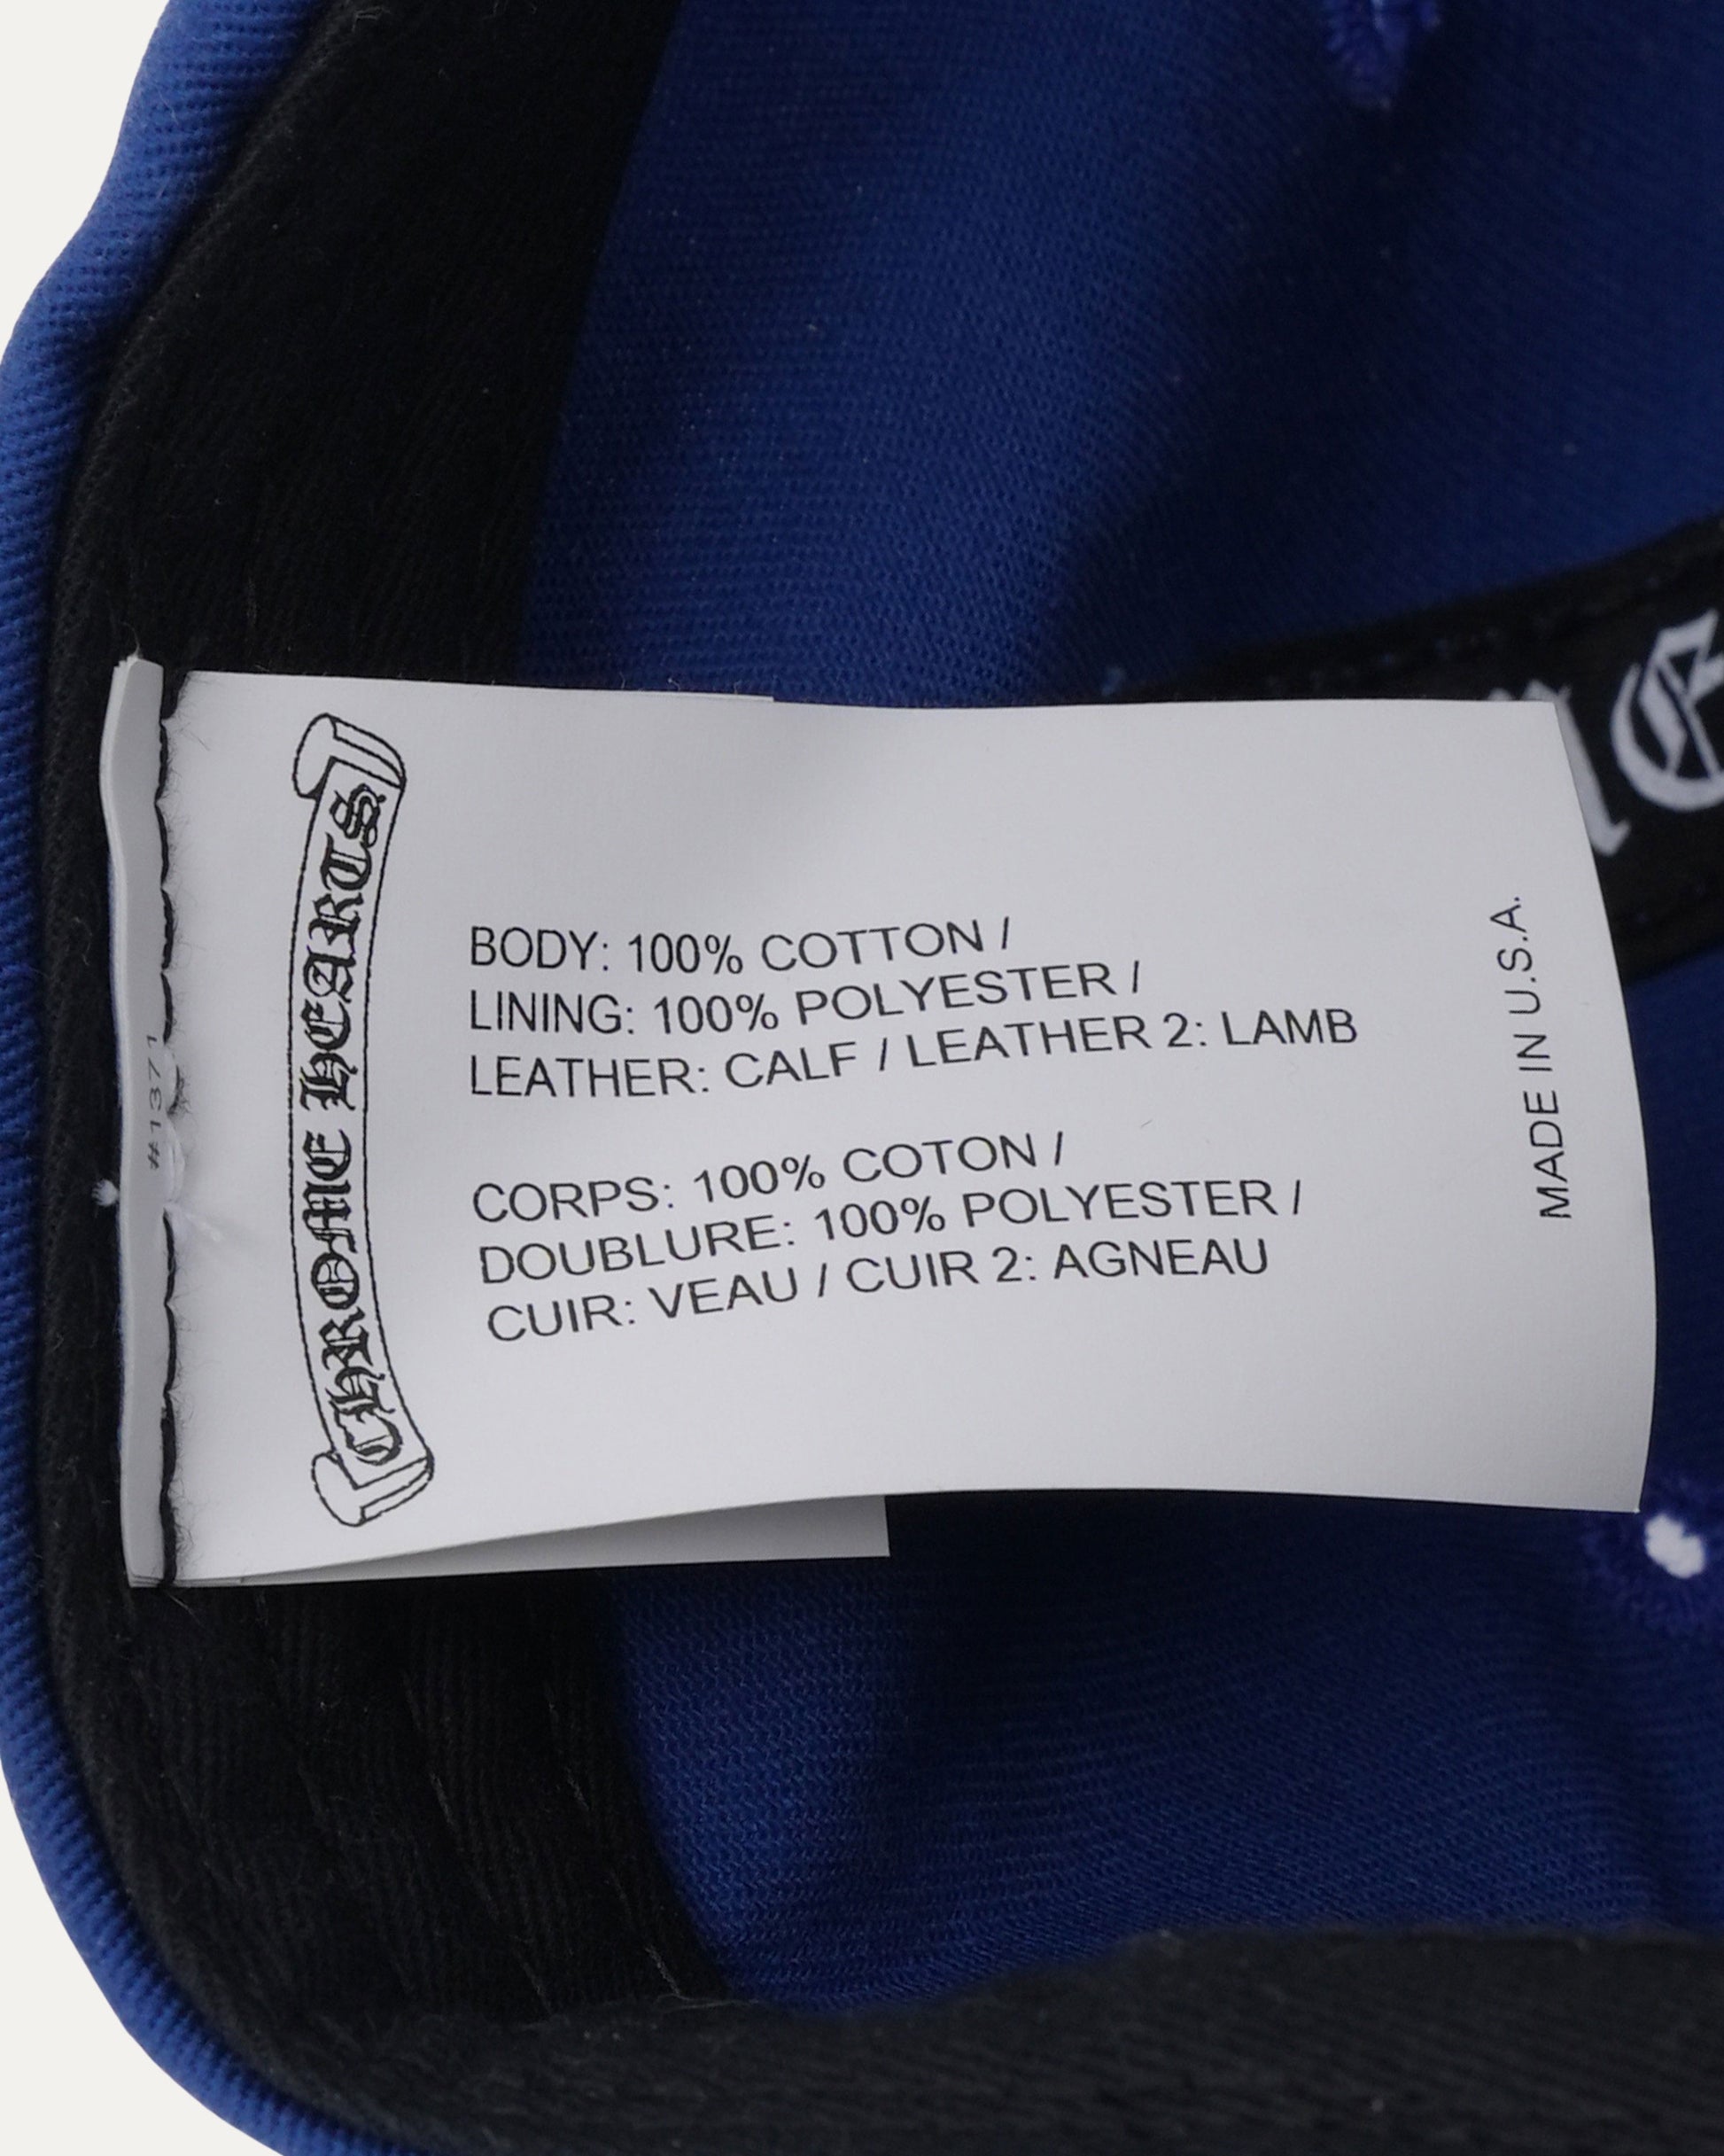 CHROME HEARTS
BODY: 100% COTTON /
LINING: 100% POLYESTER /
LEATHER: CALF / LEATHER 2: LAMB
CORPS: 100% COTON /
DOUBLURE: 100% POLYESTER /
CUIR: VEAU / CUIR 2: AGNEAU
MADE IN U.S.A.
#1371